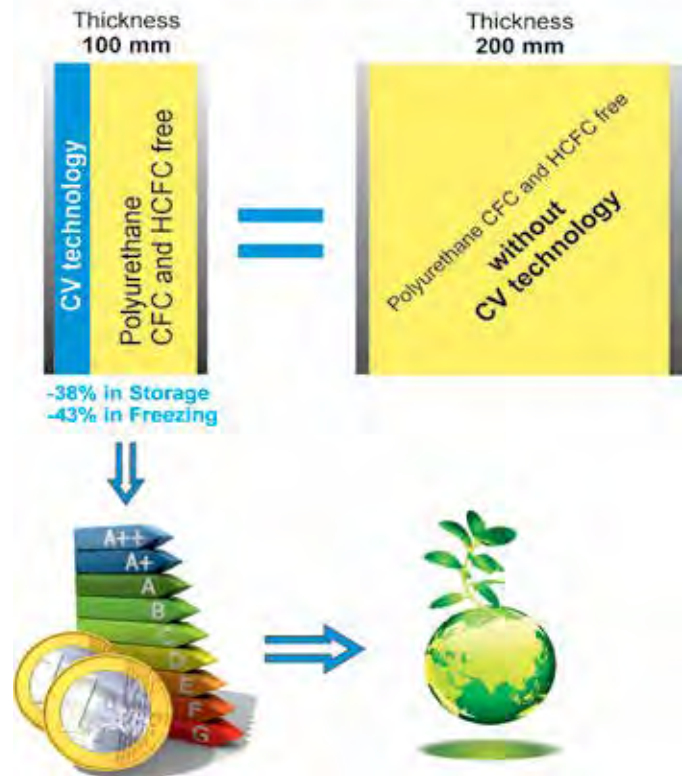 Thickness
100 mm
Thickness
200 mm
CV technology
Polyurethane
CFC and HCFC free
Polyurethane CFC and HCFC free
without
CV technology
-38% in Storage
-43% in Freezing
A++
A+
A
B
C
D
E
F
G